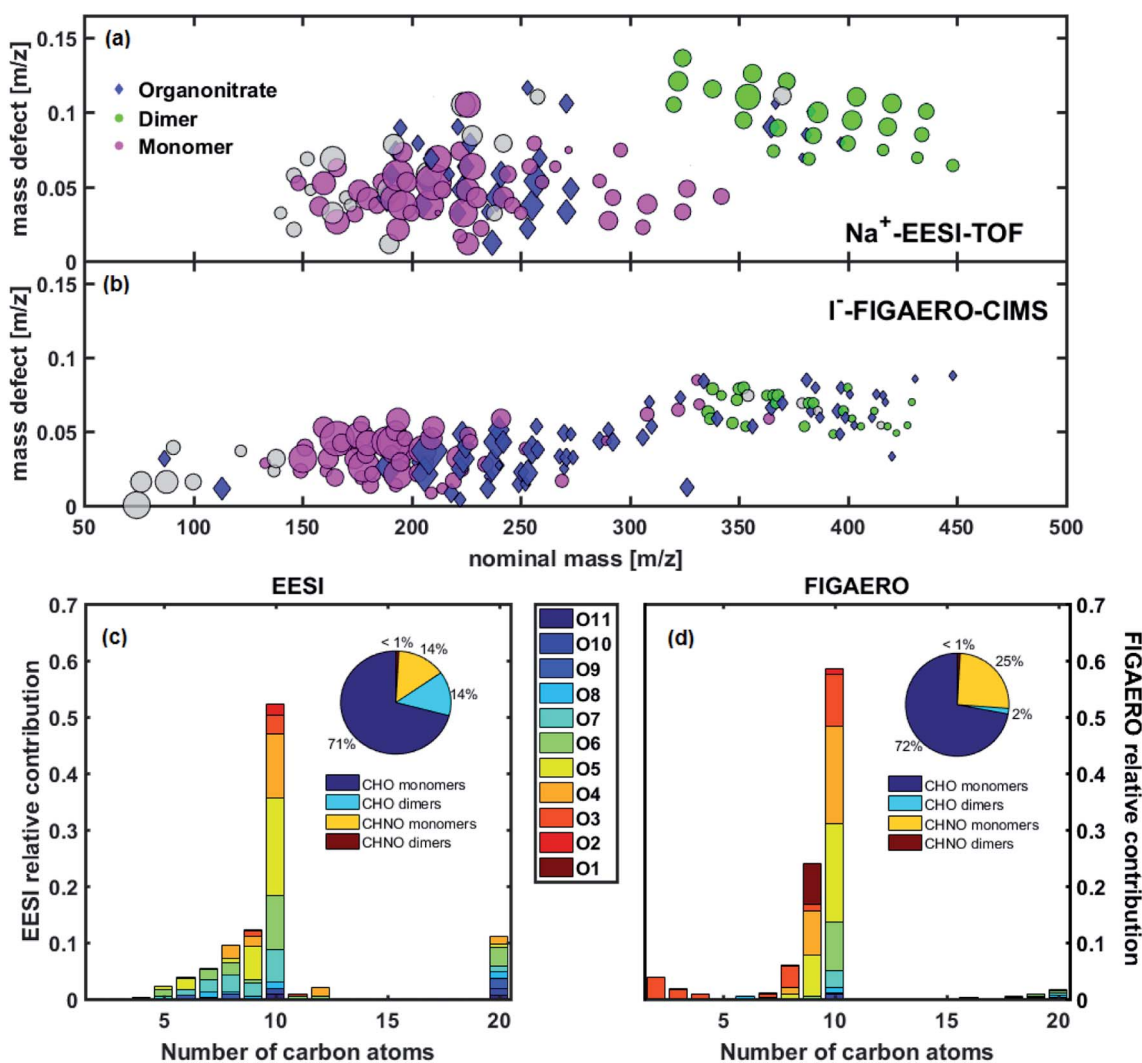 (a)
mass defect [m/z]
0.15
0.1
0.05
0
Organonitrate
Dimer
Monomer
Na+-EESI-TOF
(b)
mass defect [m/z]
0.15
0.1
0.05
0
I--FIGAERO-CIMS
50 100 150 200 250 300 350 400 450 500
nominal mass [m/z]
EESI
(c)
EESI relative contribution
0.7
0.6
0.5
0.4
0.3
0.2
0.1
0
< 1%
14%
14%
71%
CHO monomers
CHO dimers
CHNO monomers
CHNO dimers
5 10 15 20
Number of carbon atoms
O11
O10
O9
O8
O7
O6
O5
O4
O3
O2
O1
FIGAERO
(d)
< 1%
25%
2%
72%
CHO monomers
CHO dimers
CHNO monomers
CHNO dimers
0.7
0.6
0.5
0.4
0.3
0.2
0.1
0
FIGAERO relative contribution
5 10 15 20
Number of carbon atoms